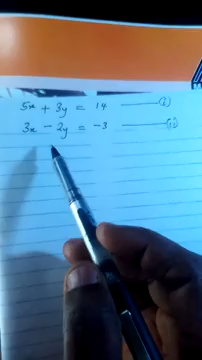 5x + 3y = 14 —— (i)
3x - 2y = -3 —— (ii)